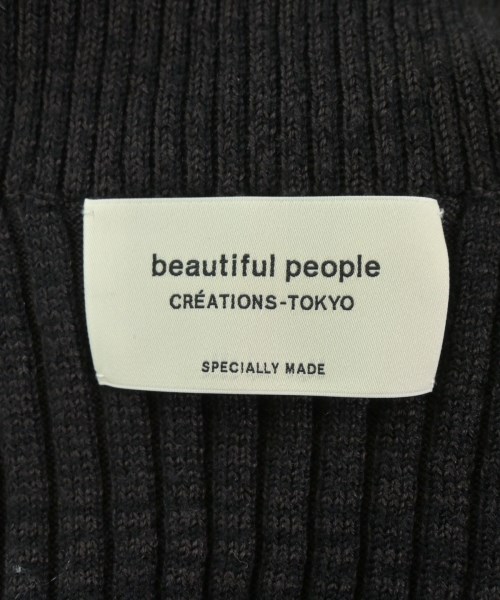 beautiful people
CRÉATIONS-TOKYO
SPECIALLY MADE